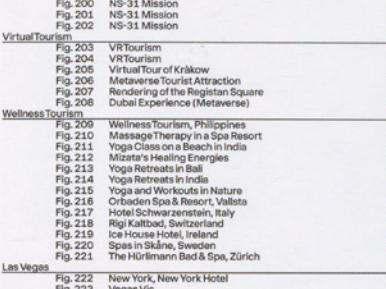 Fig. 200 NS-31 Mission
Fig. 201 NS-31 Mission
Fig. 202 NS-31 Mission
Virtual Tourism
Fig. 203 VR Tourism
Fig. 204 VR Tourism
Fig. 205 Virtual Tour of Kràkow
Fig. 206 Metaverse Tourist Attraction
Fig. 207 Rendering of the Registan Square
Fig. 208 Dubai Experience (Metaverse)
Wellness Tourism
Fig. 209 Wellness Tourism, Philippines
Fig. 210 Massage Therapy in a Spa Resort
Fig. 211 Yoga Class on a Beach in India
Fig. 212 Mizata's Healing Energies
Fig. 213 Yoga Retreats in Bali
Fig. 214 Yoga Retreats in India
Fig. 215 Yoga and Workouts in Nature
Fig. 216 Orbaden Spa & Resort, Vallsta
Fig. 217 Hotel Schwarzenstein, Italy
Fig. 218 Rigi Kaltbad, Switzerland
Fig. 219 Ice House Hotel, Ireland
Fig. 220 Spas in Skåne, Sweden
Fig. 221 The Hürlimann Bad & Spa, Zürich
Las Vegas
Fig. 222 New York, New York Hotel
Fig. 223 Vegas Vic